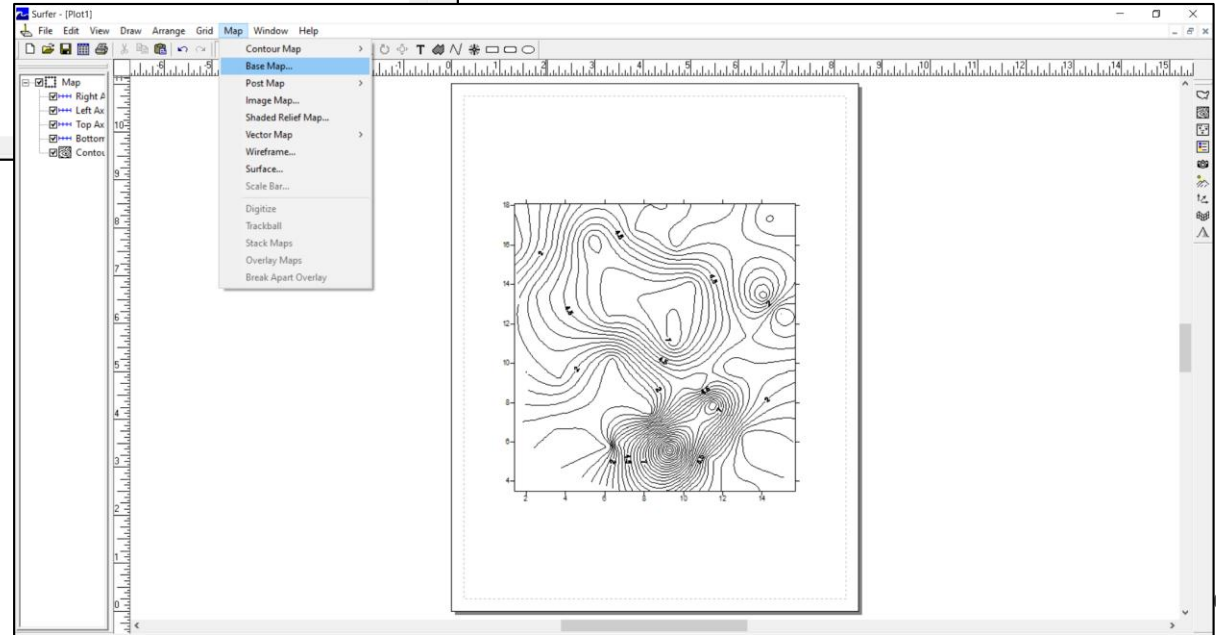 Surfer - [Plot1]
File Edit View Draw Arrange Grid Map Window Help
Contour Map
Base Map...
Post Map
Image Map...
Shaded Relief Map...
Vector Map
Wireframe...
Surface...
Scale Bar...
Digitize
Trackball
Stack Maps
Overlay Maps
Break Apart Overlay
Map
Right A
Left Ax
Top Ax
Bottom
Contou
18
16
14
12
10
8
6
4
2 4 6 8 10 12 14